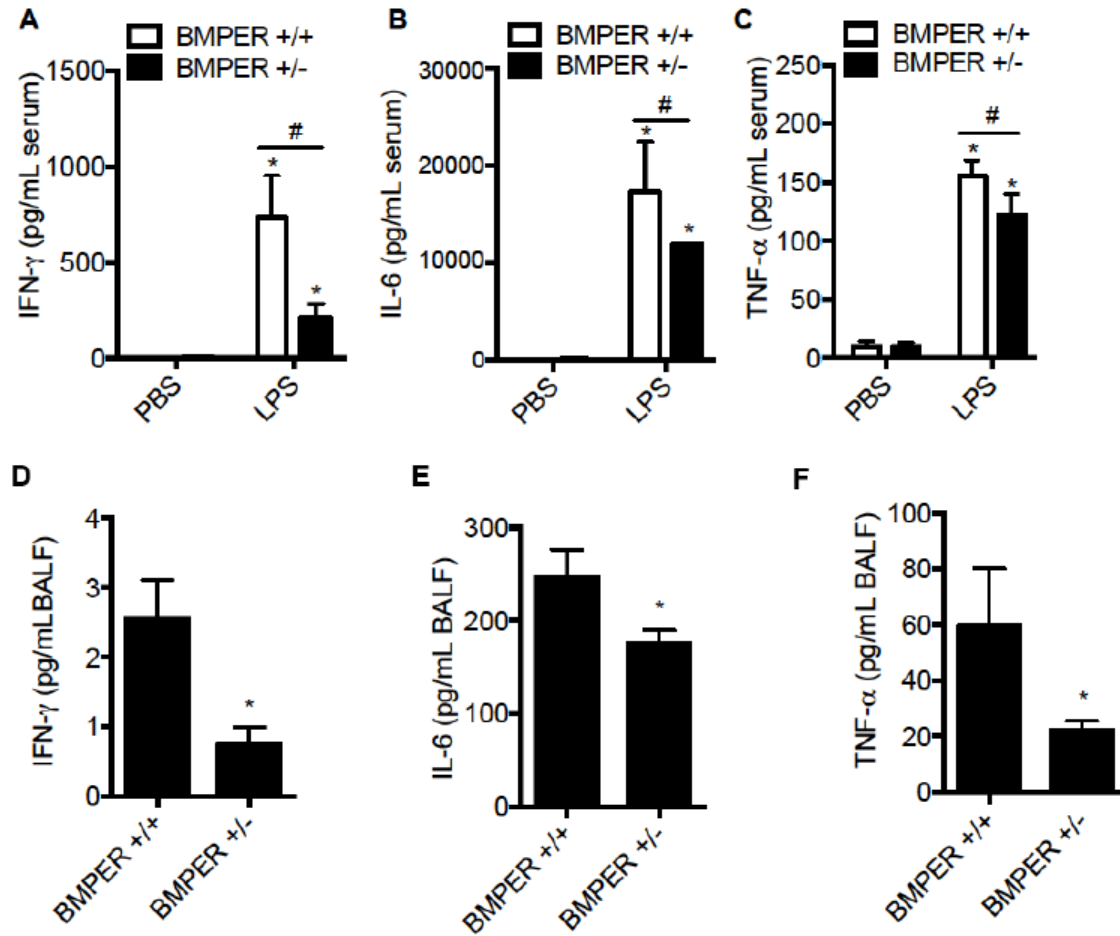 A
BMPER +/+
BMPER +/-
IFN-γ (pg/mL serum)
1500
1000
500
0
#
*
*
PBS
LPS
B
BMPER +/+
BMPER +/-
IL-6 (pg/mL serum)
30000
20000
10000
0
#
*
*
PBS
LPS
C
BMPER +/+
BMPER +/-
TNF-α (pg/mL serum)
250
200
150
100
50
0
#
*
*
PBS
LPS
D
IFN-γ (pg/mLBALF)
4
3
2
1
0
*
BMPER +/+
BMPER +/-
E
IL-6 (pg/mL BALF)
300
200
100
0
*
BMPER +/+
BMPER +/-
F
TNF-α (pg/mL BALF)
100
80
60
40
20
0
*
BMPER +/+
BMPER +/-